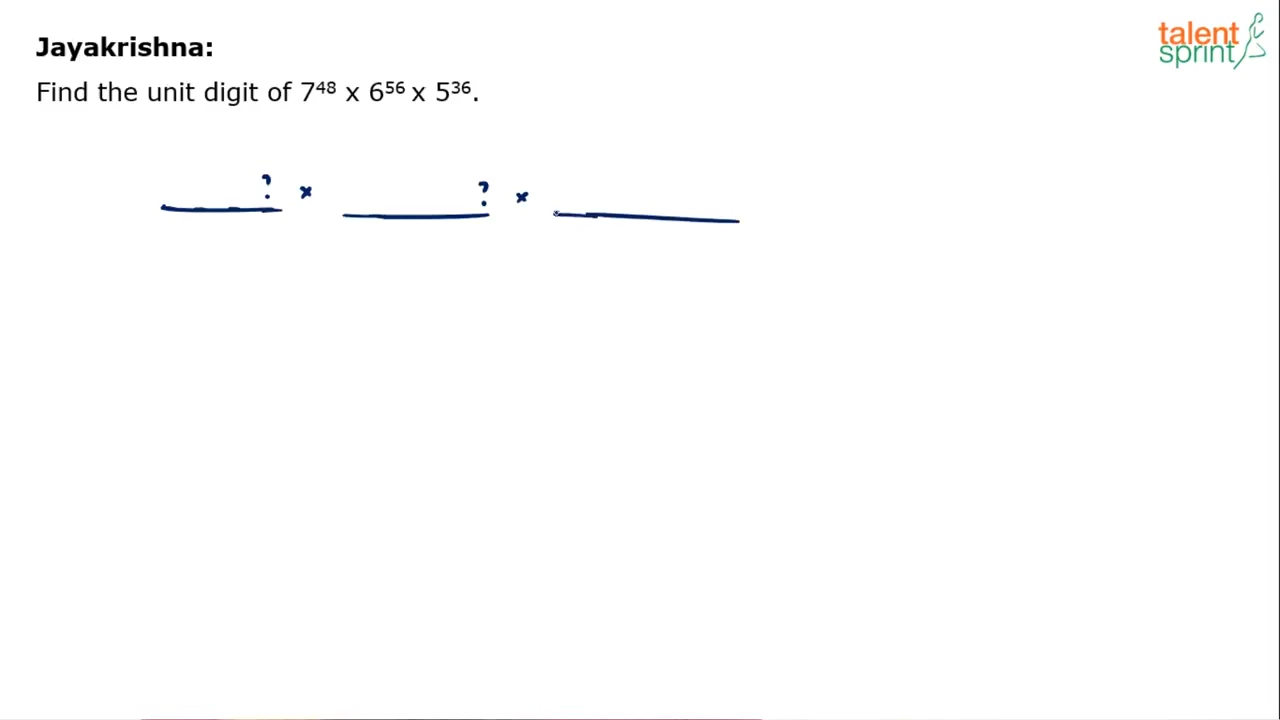 Jayakrishna:
talent
sprint
Find the unit digit of 7⁴⁸ x 6⁵⁶ x 5³⁶.
? × ? ×